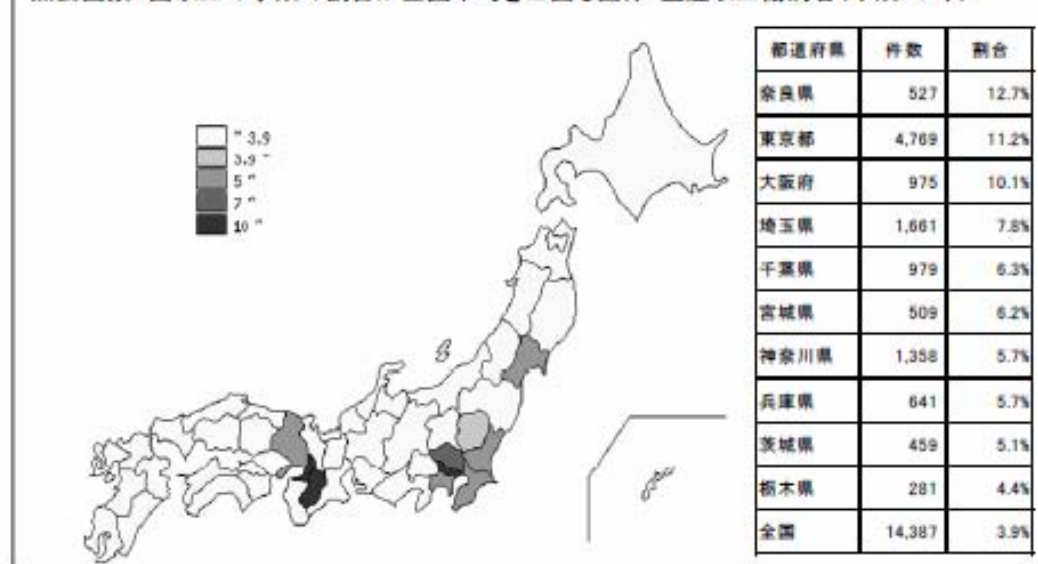 ~ 3.9
3.9 ~
5 ~
7 ~
10 ~
都道府県 件数 割合
奈良県 527 12.7%
東京都 4,769 11.2%
大阪府 975 10.1%
埼玉県 1,661 7.8%
千葉県 979 6.3%
宮城県 509 6.2%
神奈川県 1,358 5.7%
兵庫県 641 5.7%
茨城県 459 5.1%
栃木県 281 4.4%
全国 14,387 3.9%